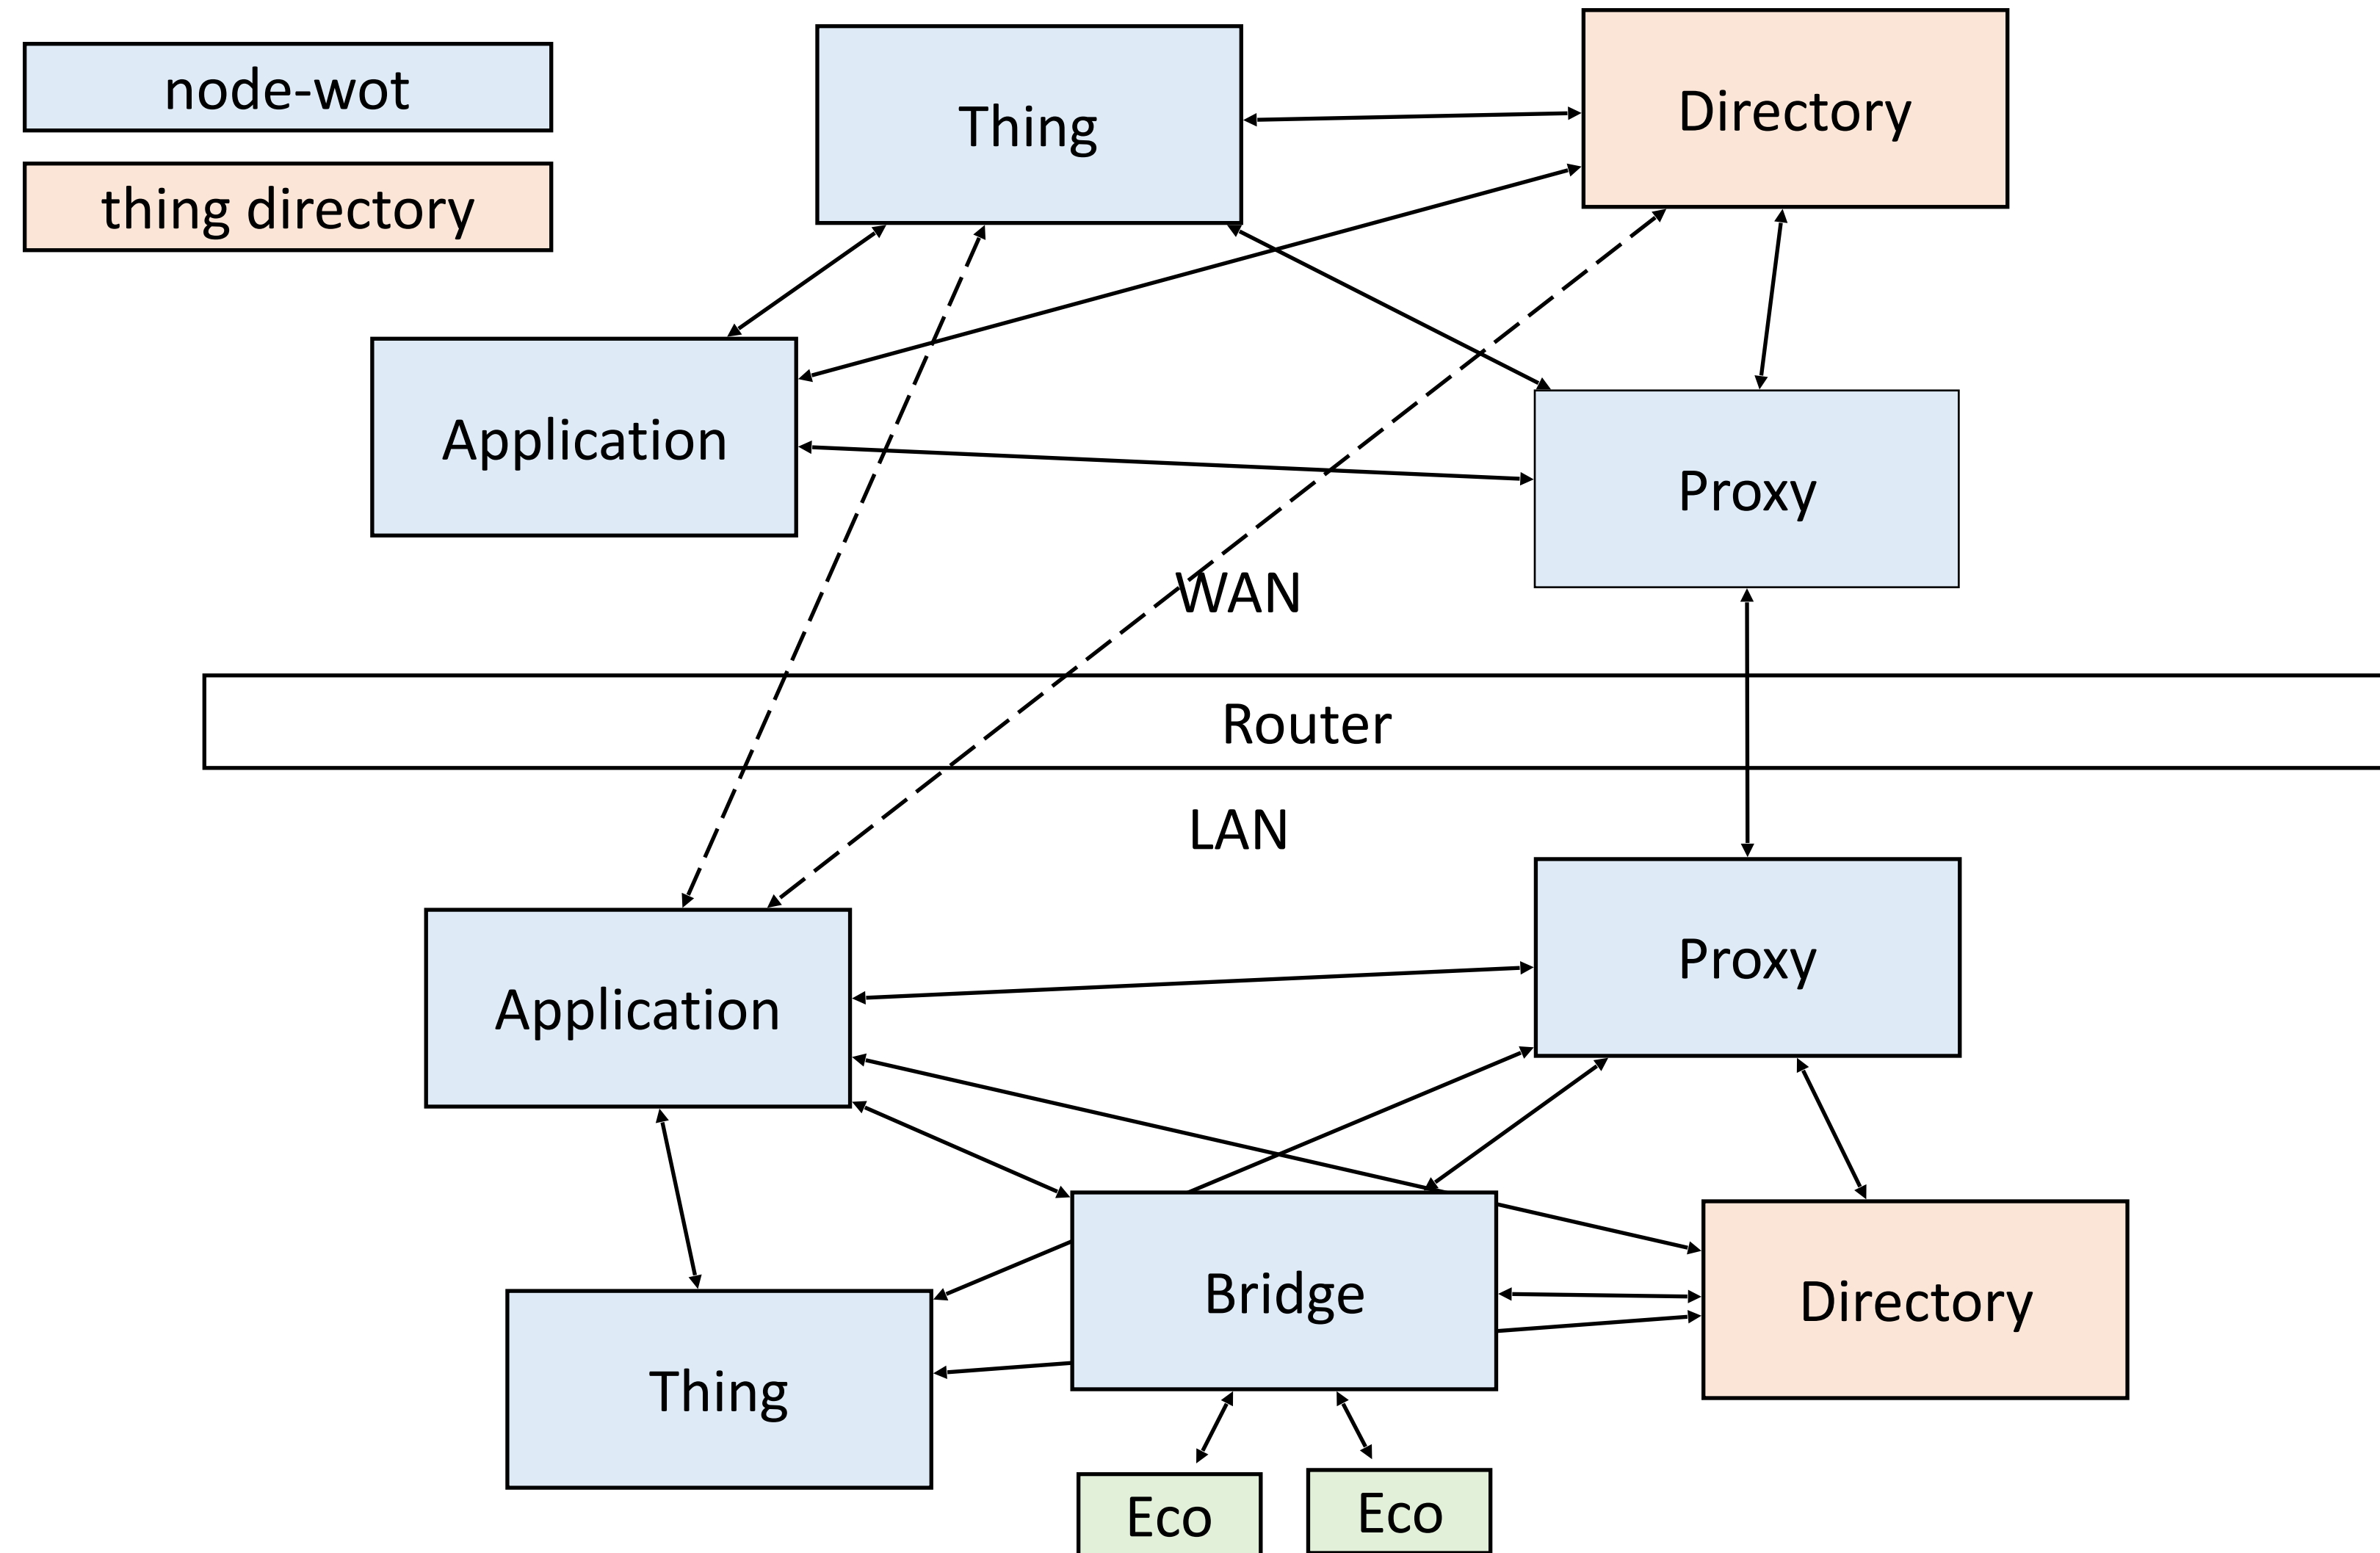 node-wot
thing directory
Thing
Directory
Application
Proxy
WAN
Router
LAN
Proxy
Application
Bridge
Directory
Thing
Eco
Eco